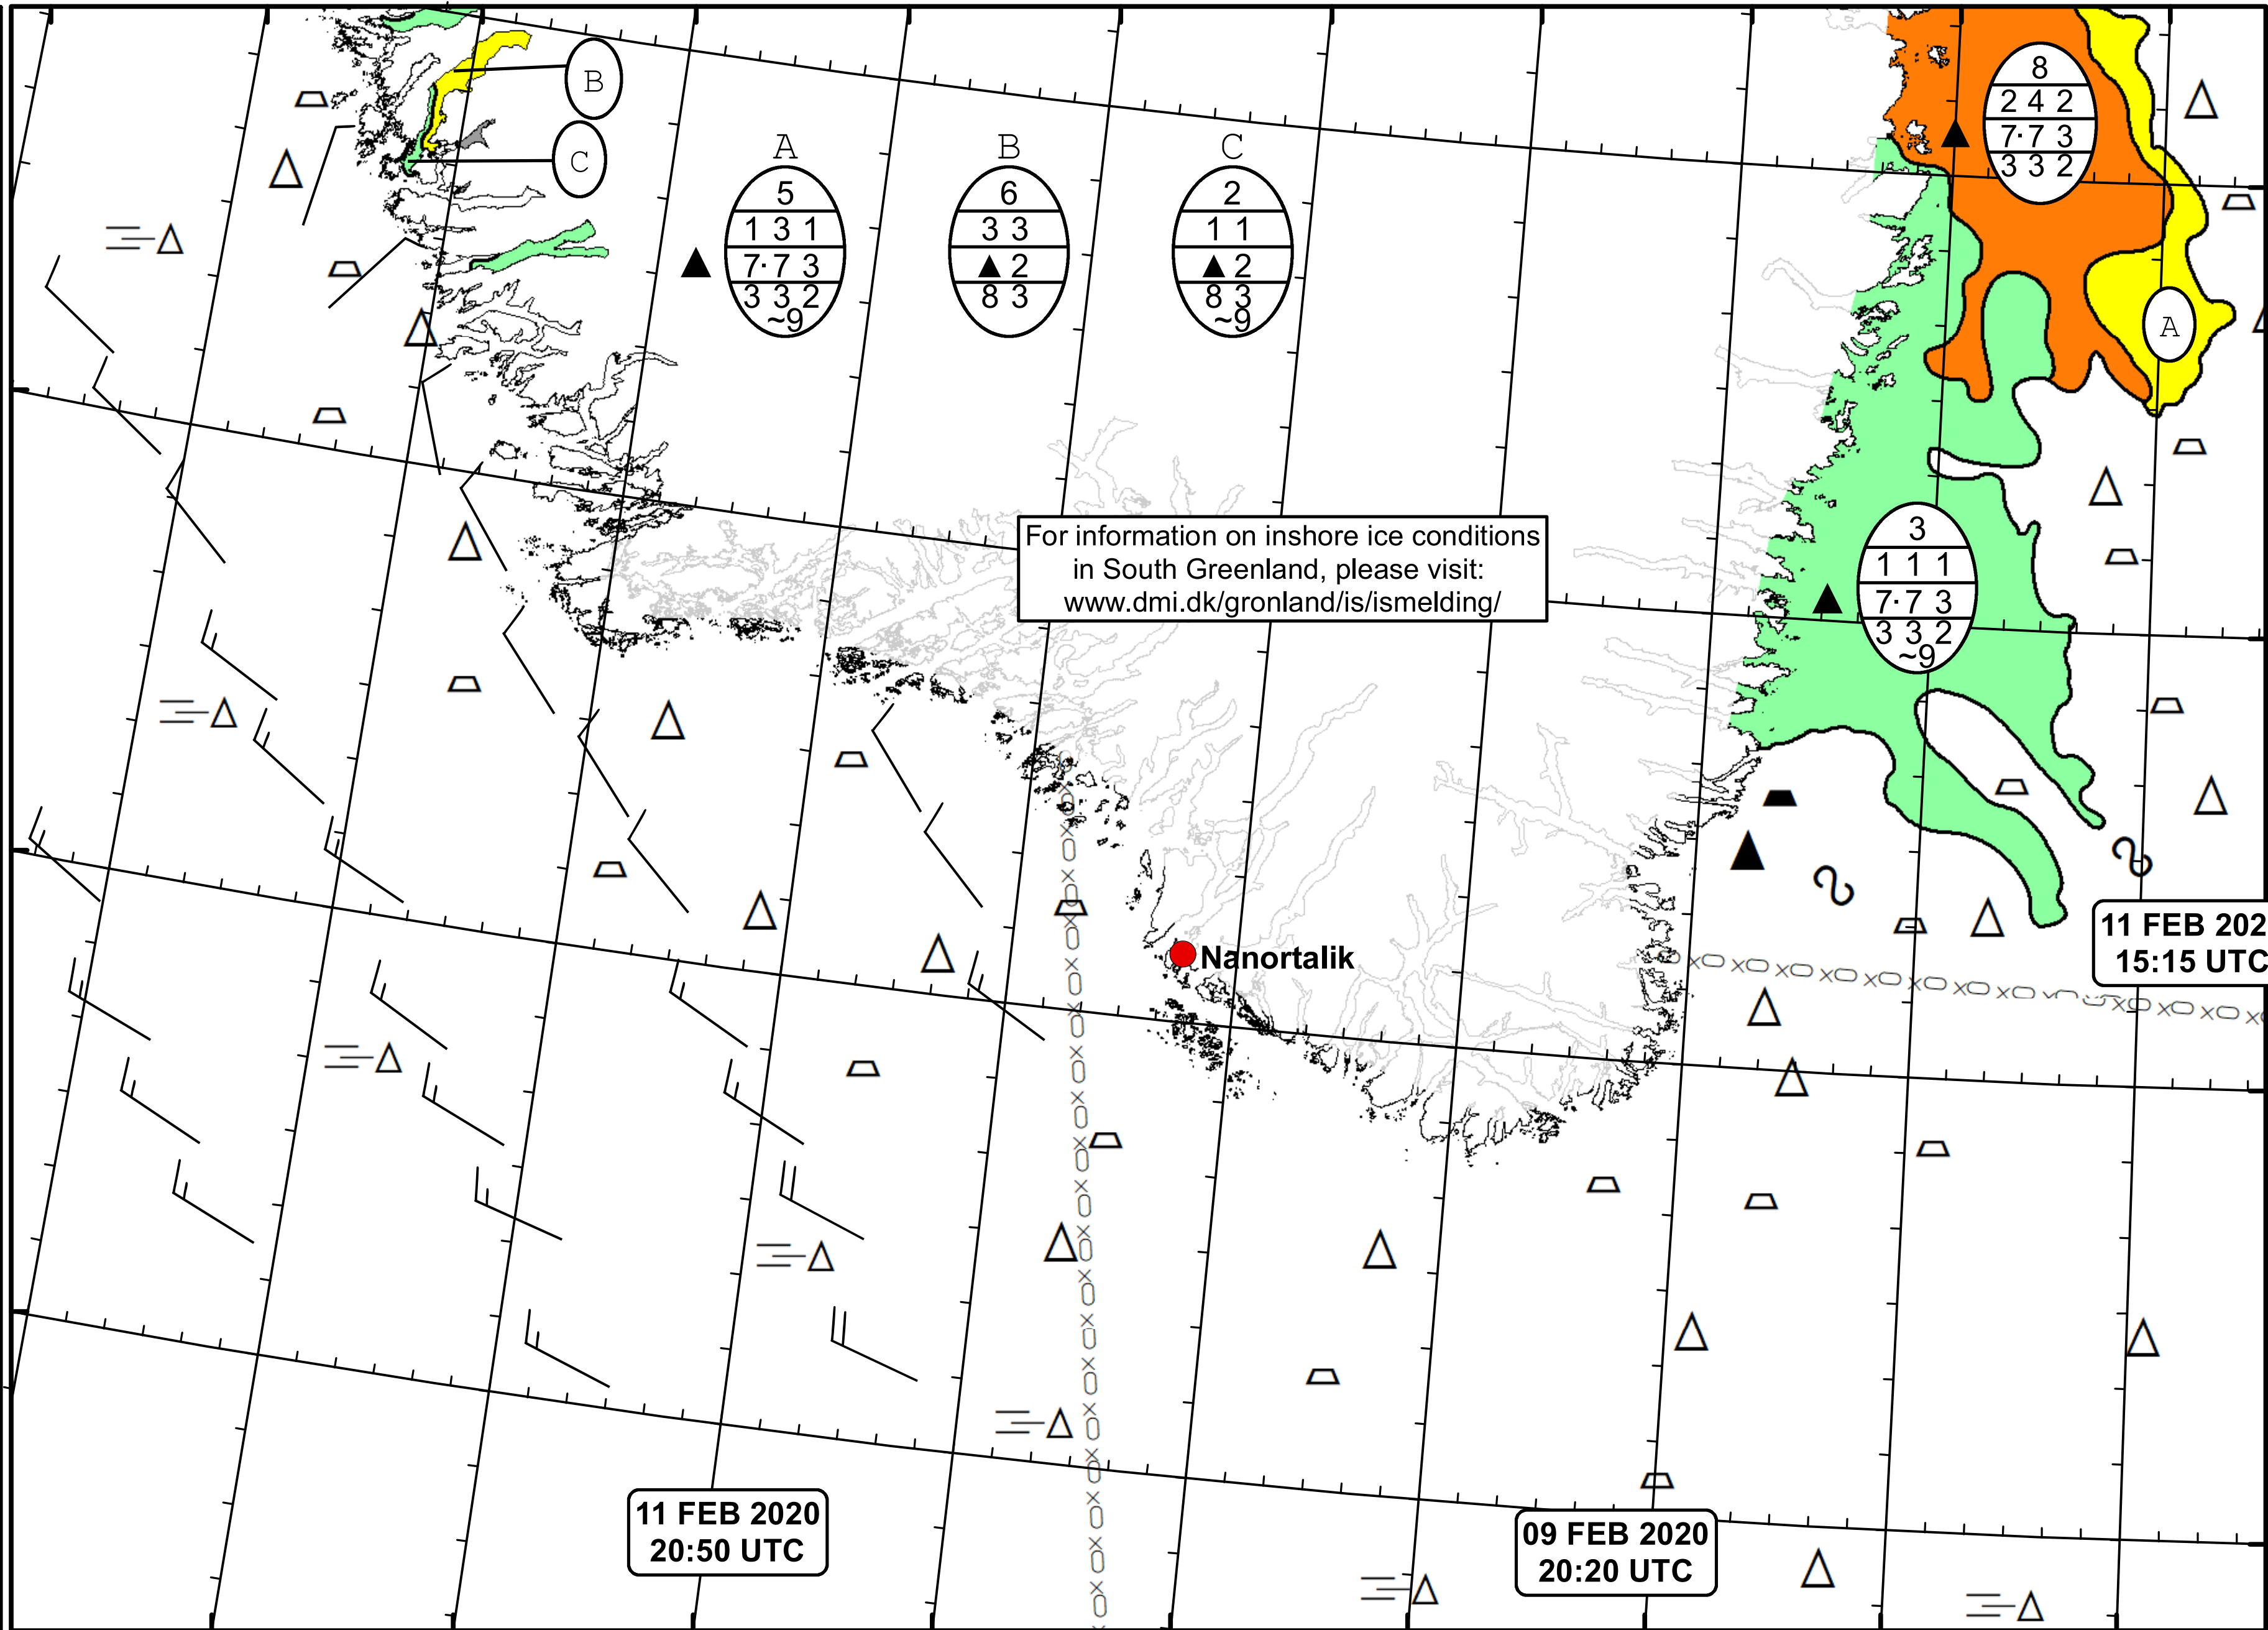 B
C
A
5
1 3 1
7· 7 3
3 3 2
~9
B
6
3 3
▲ 2
8 3
C
2
1 1
▲ 2
8 3
~9
8
2 4 2
7· 7 3
3 3 2
A
For information on inshore ice conditions
in South Greenland, please visit:
www.dmi.dk/gronland/is/ismelding/
3
1 1 1
7· 7 3
3 3 2
~9
Nanortalik
11 FEB 202
15:15 UTC
11 FEB 2020
20:50 UTC
09 FEB 2020
20:20 UTC